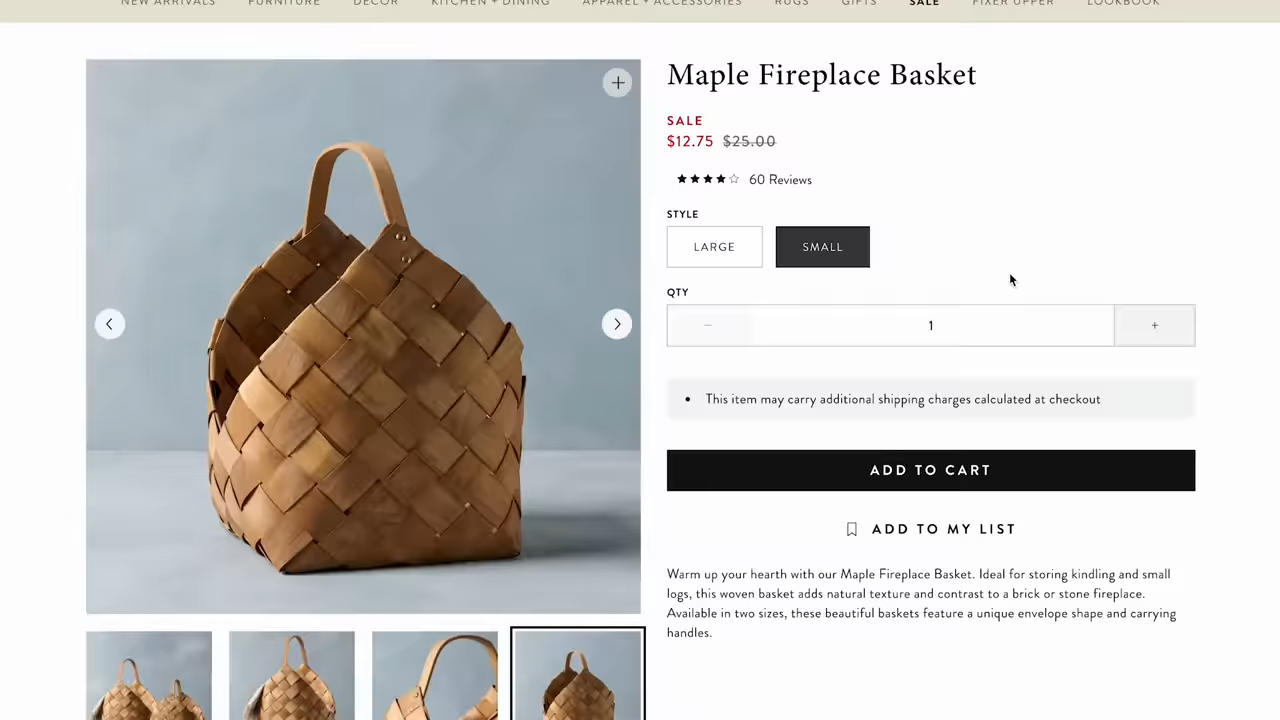 NEW ARRIVALS FURNITURE DECOR KITCHEN + DINING APPAREL + ACCESSORIES RUGS GIFTS SALE FIXER UPPER LOOKBOOK
Maple Fireplace Basket
SALE
$12.75 $25.00
60 Reviews
STYLE
LARGE SMALL
QTY
− 1 +
• This item may carry additional shipping charges calculated at checkout
ADD TO CART
ADD TO MY LIST
Warm up your hearth with our Maple Fireplace Basket. Ideal for storing kindling and small
logs, this woven basket adds natural texture and contrast to a brick or stone fireplace.
Available in two sizes, these beautiful baskets feature a unique envelope shape and carrying
handles.